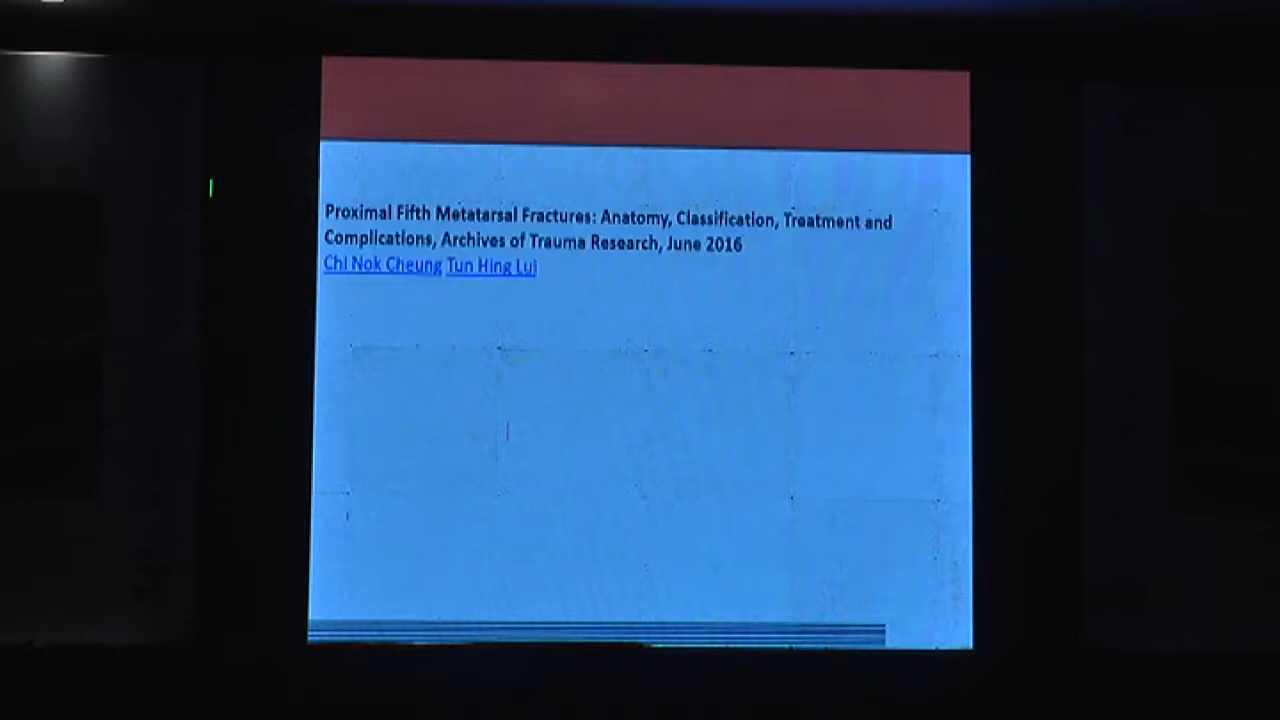 Proximal Fifth Metatarsal Fractures: Anatomy, Classification, Treatment and
Complications, Archives of Trauma Research, June 2016
Chi Nok Cheung Tun Hing Lui